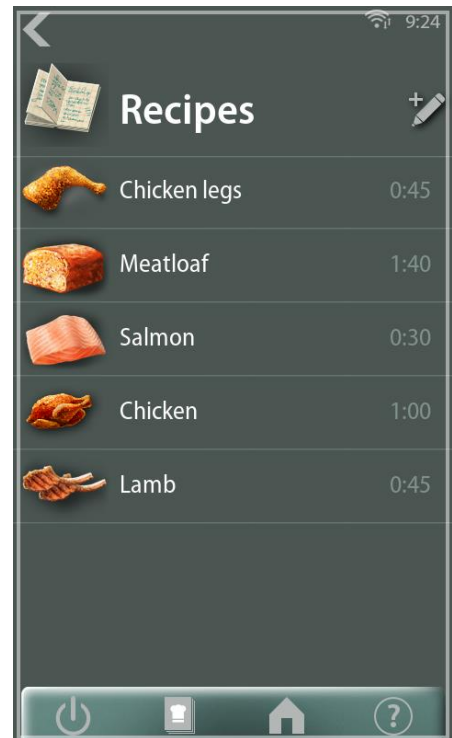 9:24
Recipes
Chicken legs 0:45
Meatloaf 1:40
Salmon 0:30
Chicken 1:00
Lamb 0:45
?